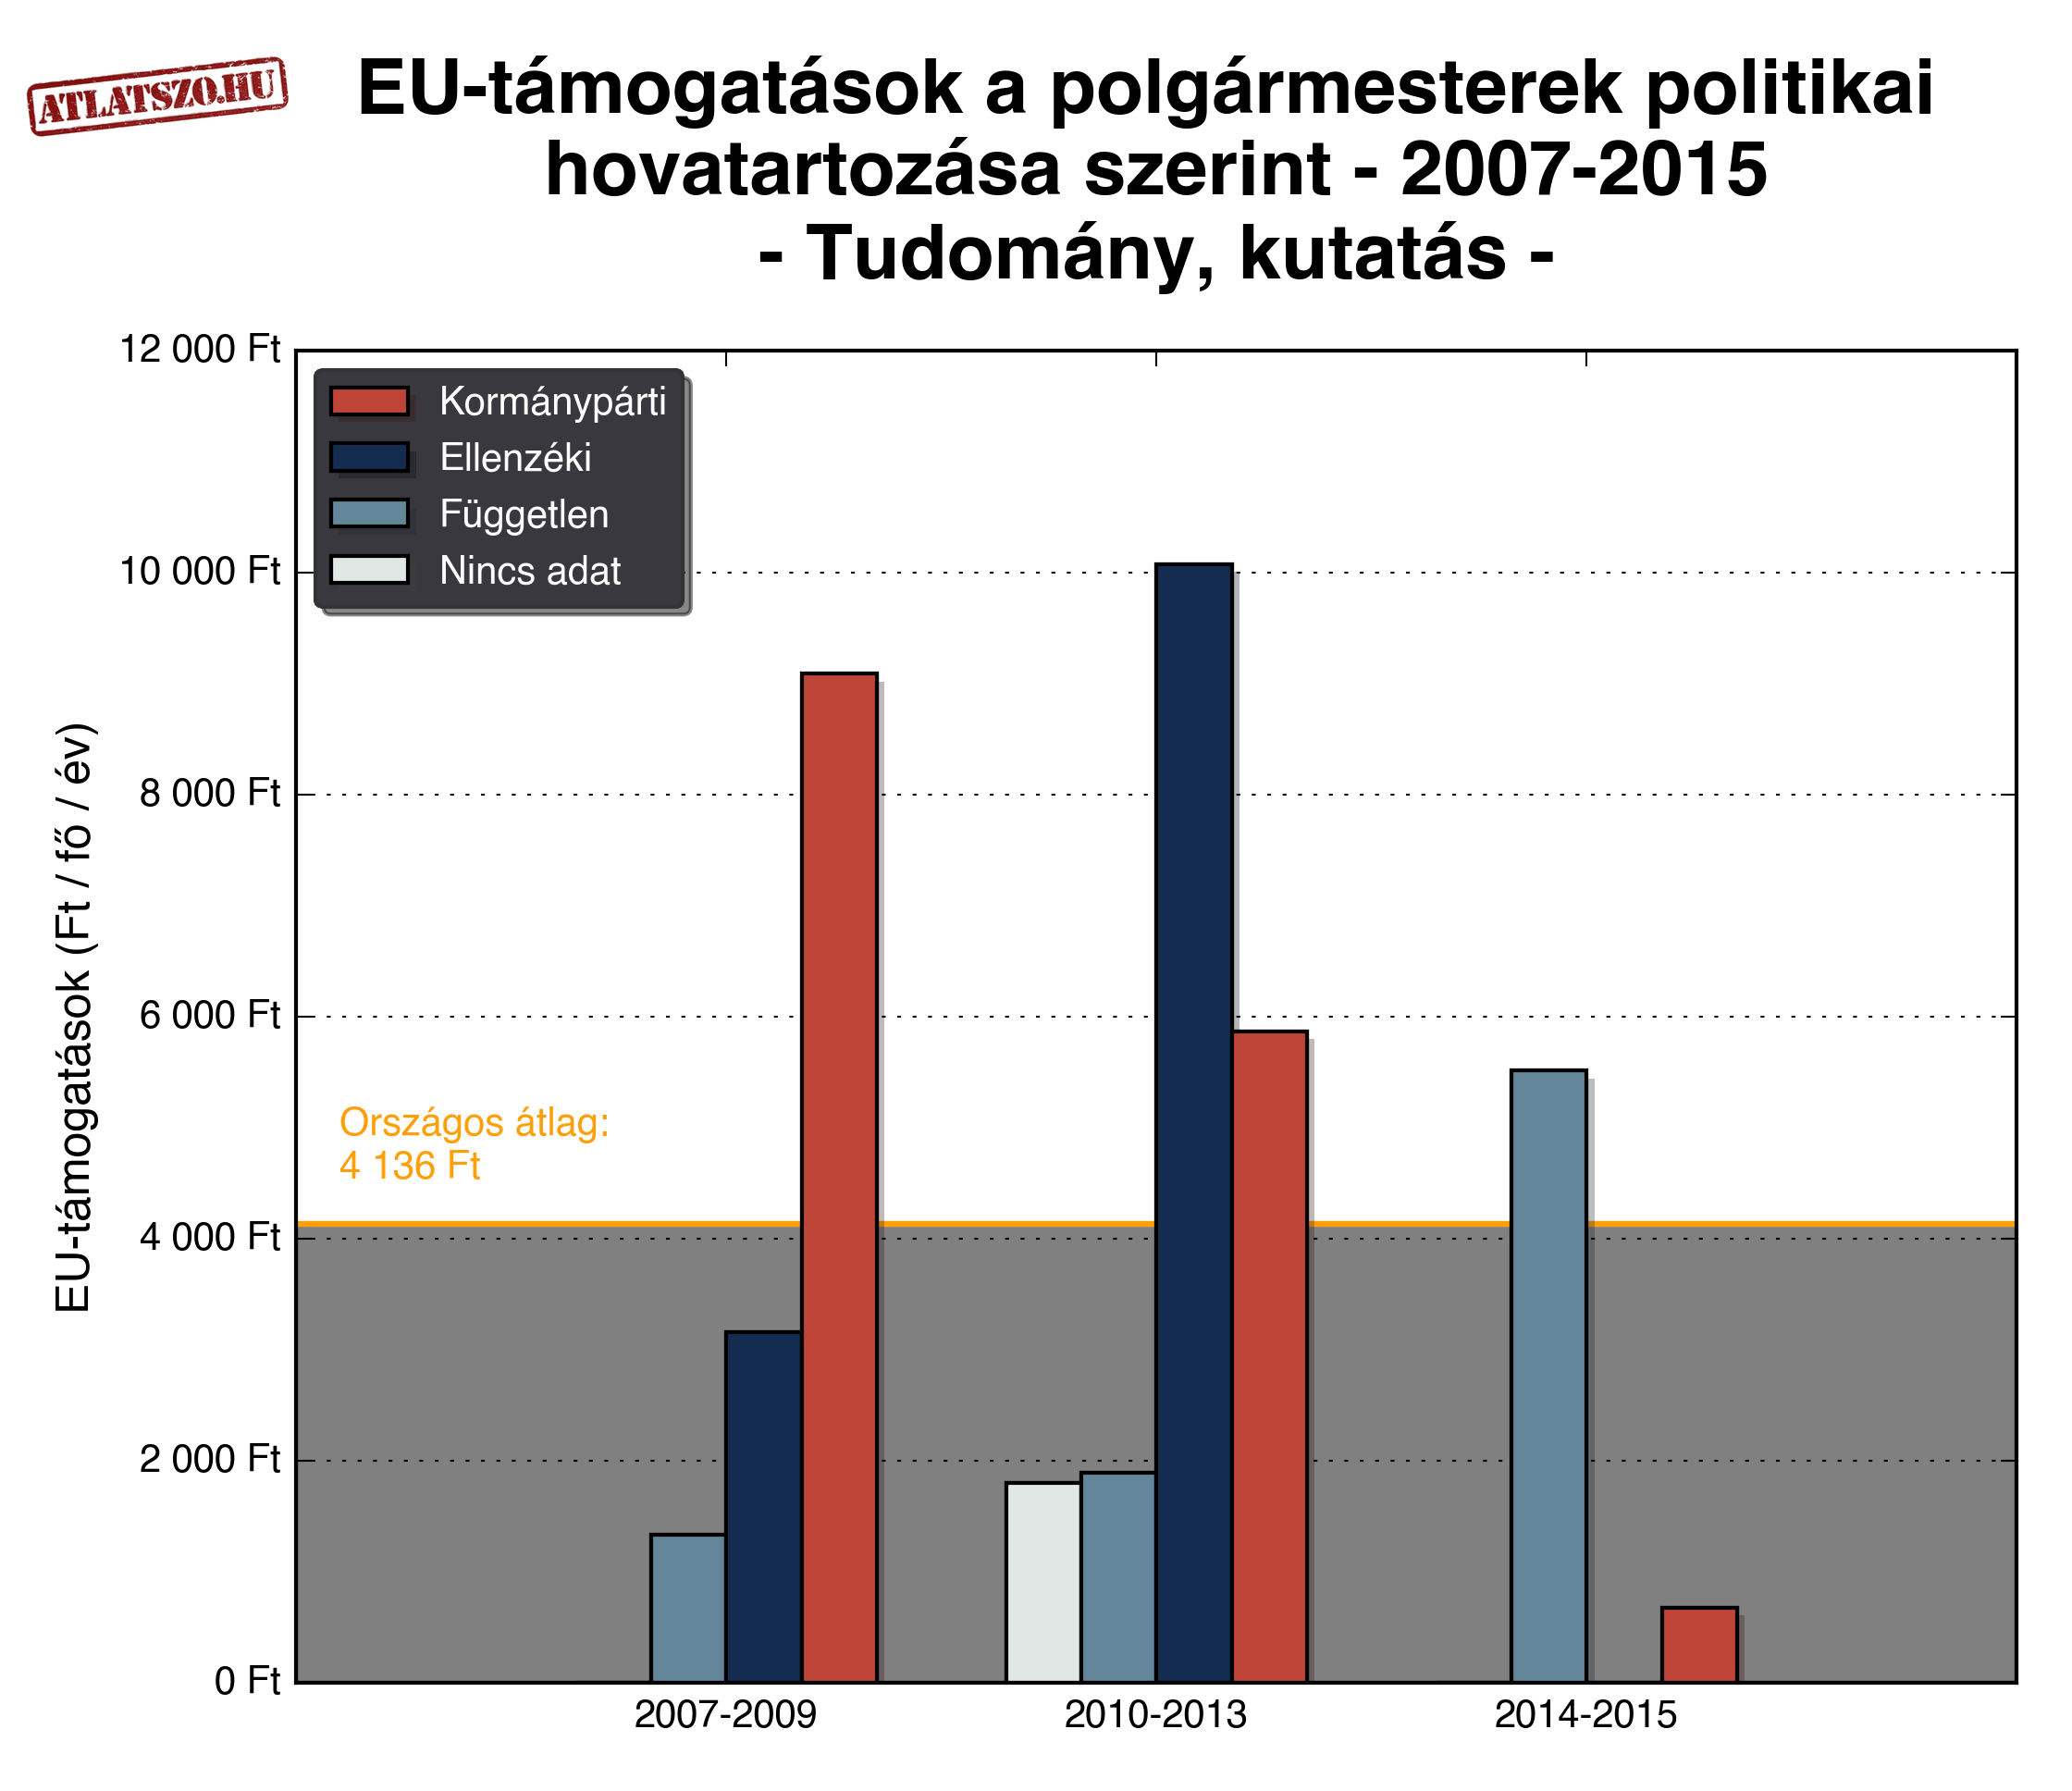 ATLATSZO.HU
EU-támogatások a polgármesterek politikai
hovatartozása szerint - 2007-2015
- Tudomány, kutatás -
12 000 Ft
10 000 Ft
8 000 Ft
6 000 Ft
4 000 Ft
2 000 Ft
0 Ft
EU-támogatások (Ft / fő / év)
Kormánypárti
Ellenzéki
Független
Nincs adat
Országos átlag:
4 136 Ft
2007-2009
2010-2013
2014-2015